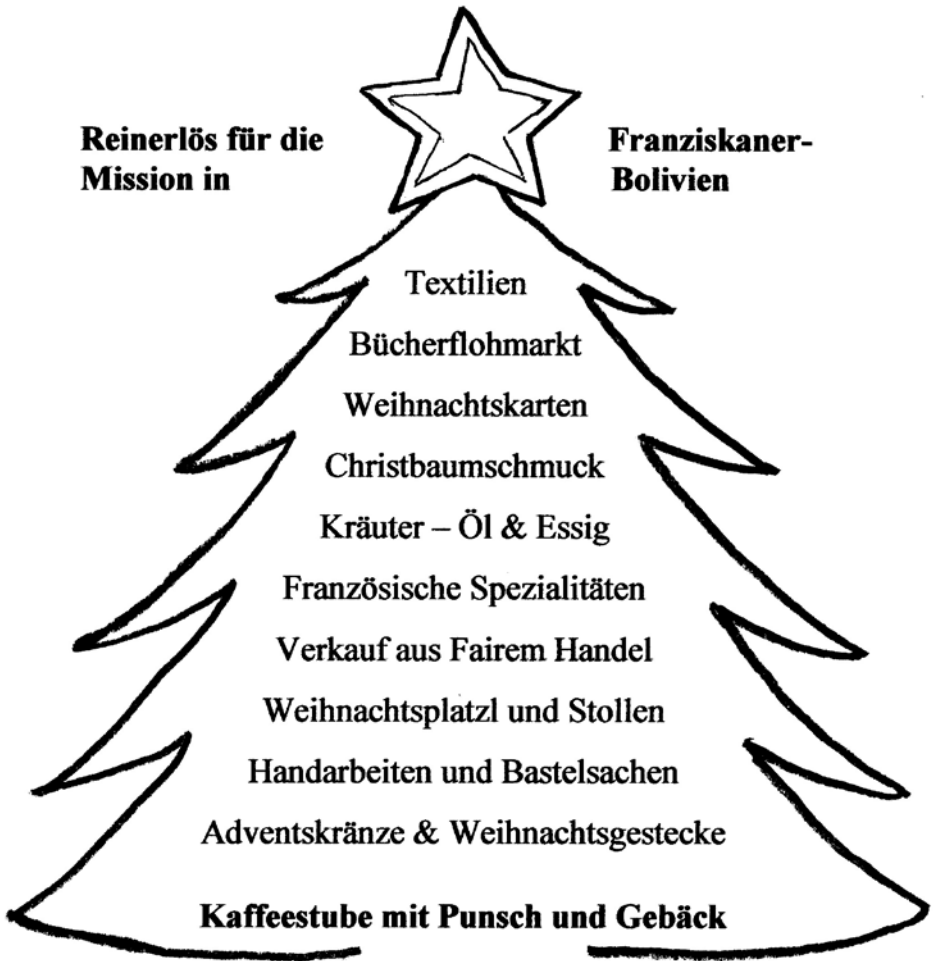 Reinerlös für die Franziskaner-
Mission in Bolivien
Textilien
Bücherflohmarkt
Weihnachtskarten
Christbaumschmuck
Kräuter – Öl & Essig
Französische Spezialitäten
Verkauf aus Fairem Handel
Weihnachtsplatzl und Stollen
Handarbeiten und Bastelsachen
Adventskränze & Weihnachtsgestecke
Kaffeestube mit Punsch und Gebäck